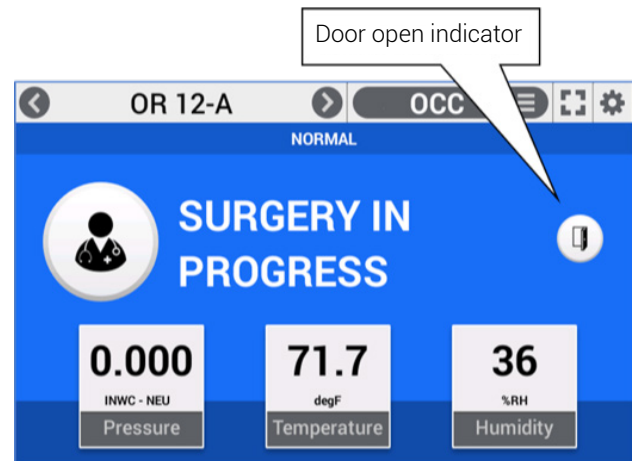 Door open indicator
OR 12-A
OCC
NORMAL
SURGERY IN
PROGRESS
0.000
INWC - NEU
Pressure
71.7
degF
Temperature
36
%RH
Humidity